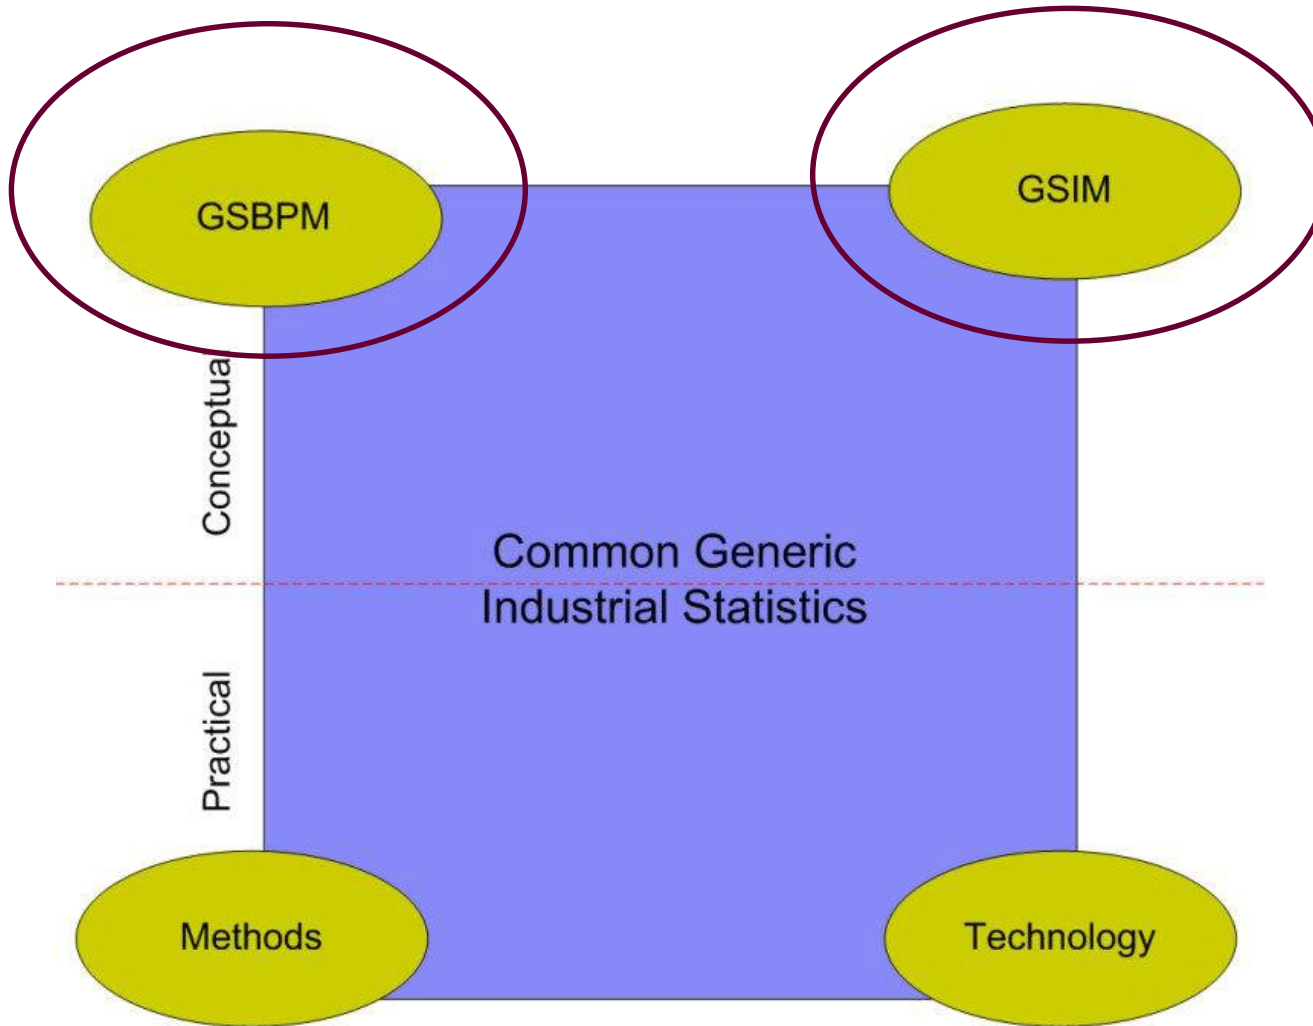 GSBPM
GSIM
Conceptual
Common Generic
Industrial Statistics
Practical
Methods
Technology